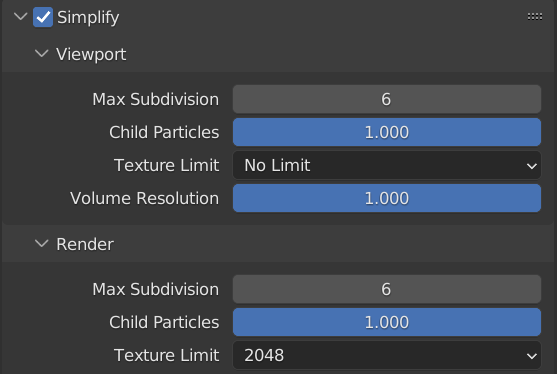 Simplify
Viewport
Max Subdivision 6
Child Particles 1.000
Texture Limit No Limit
Volume Resolution 1.000
Render
Max Subdivision 6
Child Particles 1.000
Texture Limit 2048